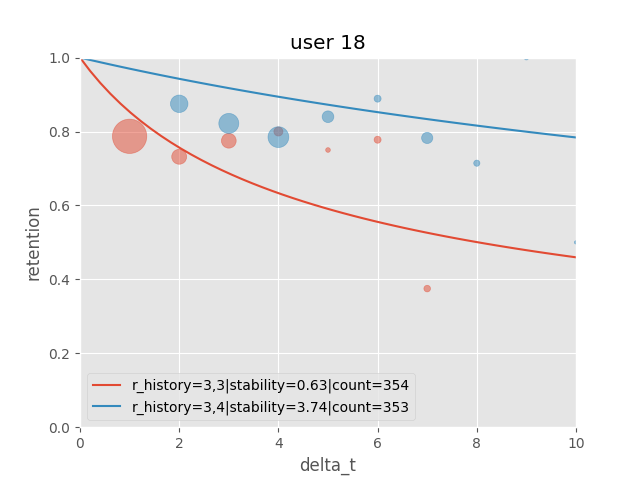 user 18
1.0
0.8
0.6
0.4
0.2
0.0
retention
r_history=3,3|stability=0.63|count=354
r_history=3,4|stability=3.74|count=353
0 2 4 6 8 10
delta_t